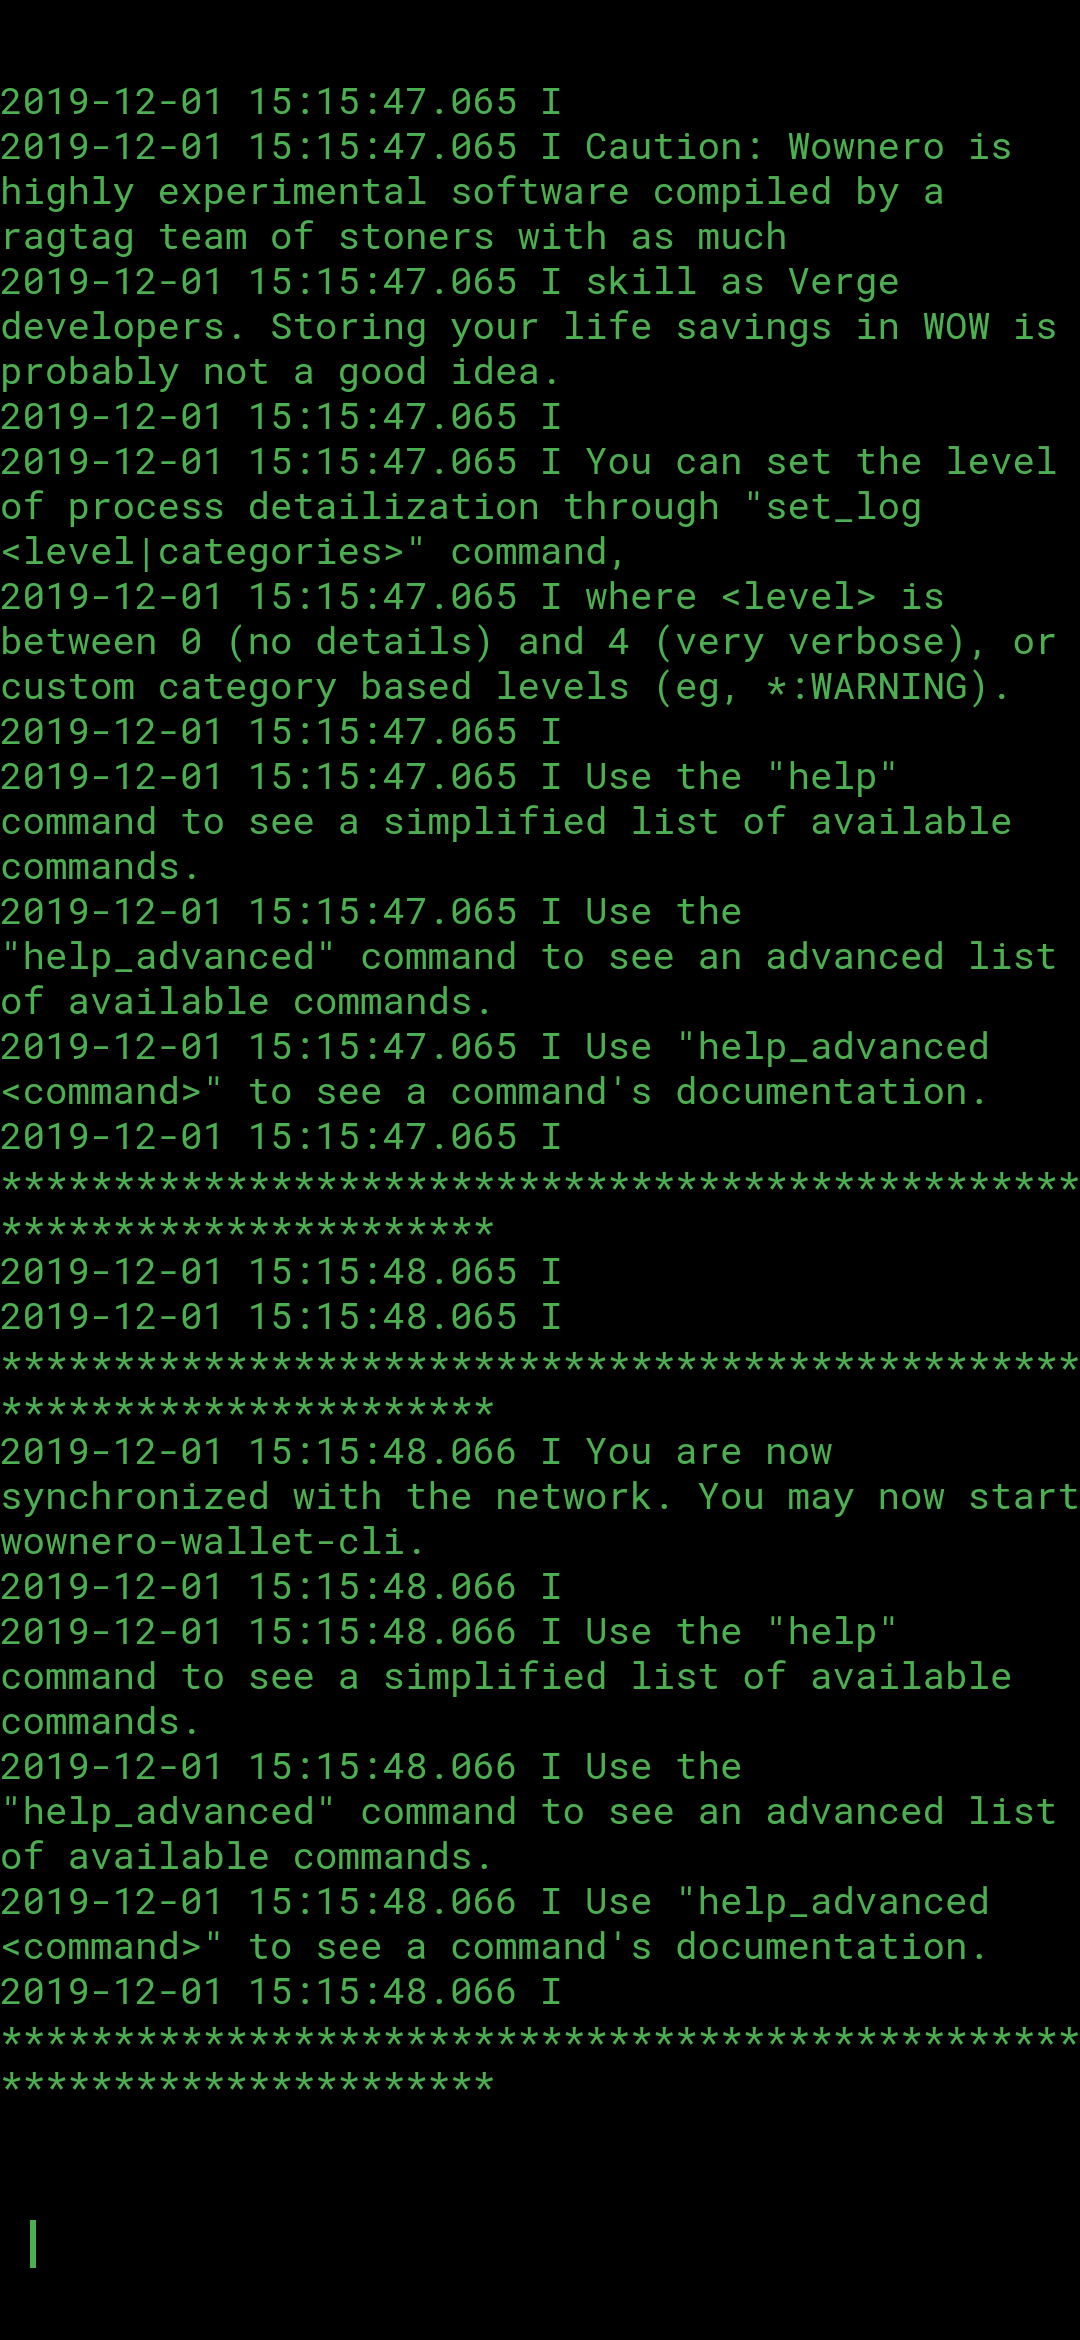 2019-12-01 15:15:47.065 I
2019-12-01 15:15:47.065 I Caution: Wownero is
highly experimental software compiled by a
ragtag team of stoners with as much
2019-12-01 15:15:47.065 I skill as Verge
developers. Storing your life savings in WOW is
probably not a good idea.
2019-12-01 15:15:47.065 I
2019-12-01 15:15:47.065 I You can set the level
of process detailization through "set_log
<level|categories>" command,
2019-12-01 15:15:47.065 I where <level> is
between 0 (no details) and 4 (very verbose), or
custom category based levels (eg, *:WARNING).
2019-12-01 15:15:47.065 I
2019-12-01 15:15:47.065 I Use the "help"
command to see a simplified list of available
commands.
2019-12-01 15:15:47.065 I Use the
"help_advanced" command to see an advanced list
of available commands.
2019-12-01 15:15:47.065 I Use "help_advanced
<command>" to see a command's documentation.
2019-12-01 15:15:47.065 I
************************************************
**********************
2019-12-01 15:15:48.065 I
2019-12-01 15:15:48.065 I
************************************************
**********************
2019-12-01 15:15:48.066 I You are now
synchronized with the network. You may now start
wownero-wallet-cli.
2019-12-01 15:15:48.066 I
2019-12-01 15:15:48.066 I Use the "help"
command to see a simplified list of available
commands.
2019-12-01 15:15:48.066 I Use the
"help_advanced" command to see an advanced list
of available commands.
2019-12-01 15:15:48.066 I Use "help_advanced
<command>" to see a command's documentation.
2019-12-01 15:15:48.066 I
************************************************
**********************